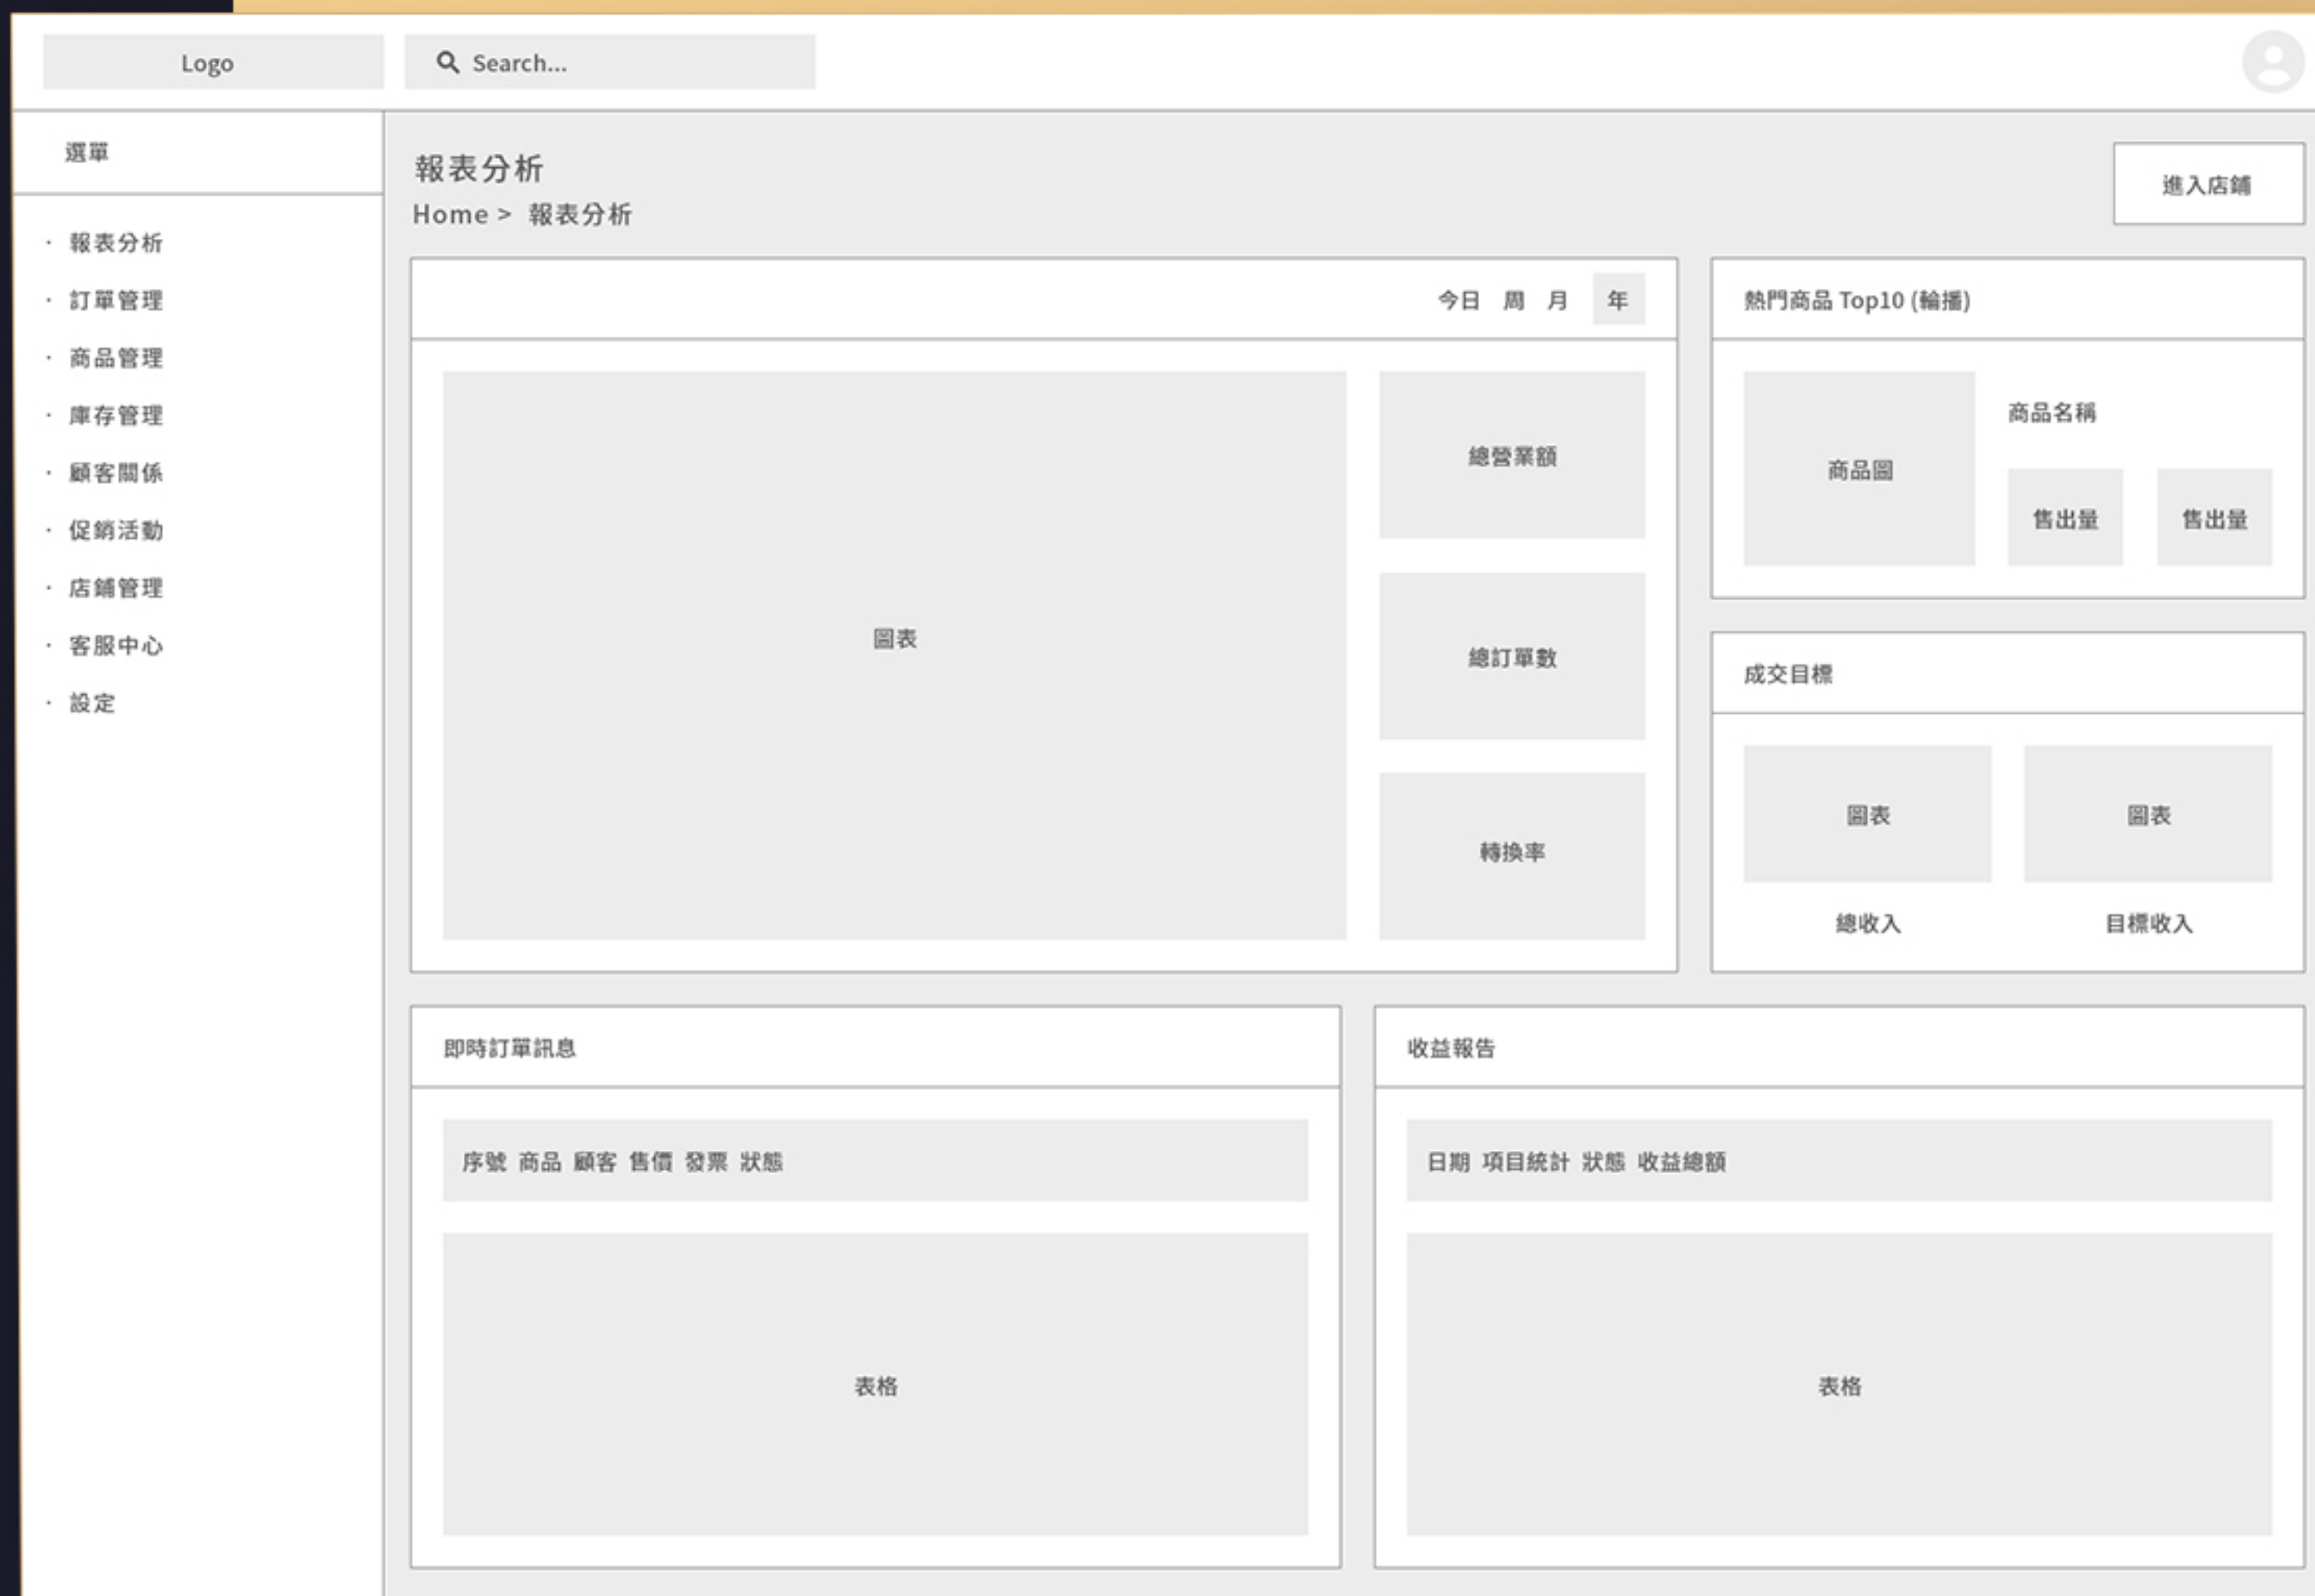 Logo
Search...
選單
· 報表分析
· 訂單管理
· 商品管理
· 庫存管理
· 顧客關係
· 促銷活動
· 店鋪管理
· 客服中心
· 設定
報表分析
Home > 報表分析
進入店鋪
今日 周 月 年
圖表
總營業額
總訂單數
轉換率
熱門商品 Top10 (輪播)
商品圖
商品名稱
售出量 售出量
成交目標
圖表 圖表
總收入 目標收入
即時訂單訊息
序號 商品 顧客 售價 發票 狀態
表格
收益報告
日期 項目統計 狀態 收益總額
表格